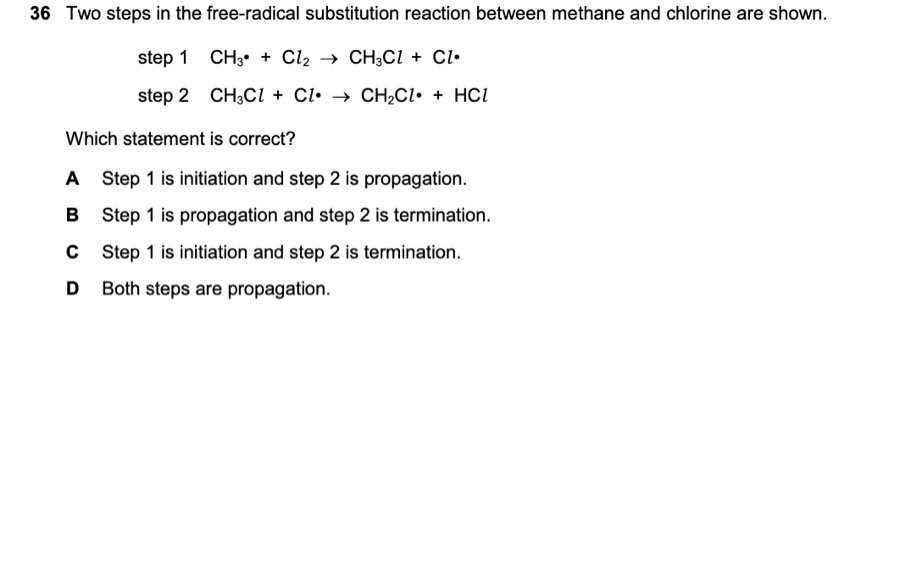 36 Two steps in the free-radical substitution reaction between methane and chlorine are shown.
step 1 CH₃• + Cl₂ → CH₃Cl + Cl•
step 2 CH₃Cl + Cl• → CH₂Cl• + HCl
Which statement is correct?
A Step 1 is initiation and step 2 is propagation.
B Step 1 is propagation and step 2 is termination.
C Step 1 is initiation and step 2 is termination.
D Both steps are propagation.